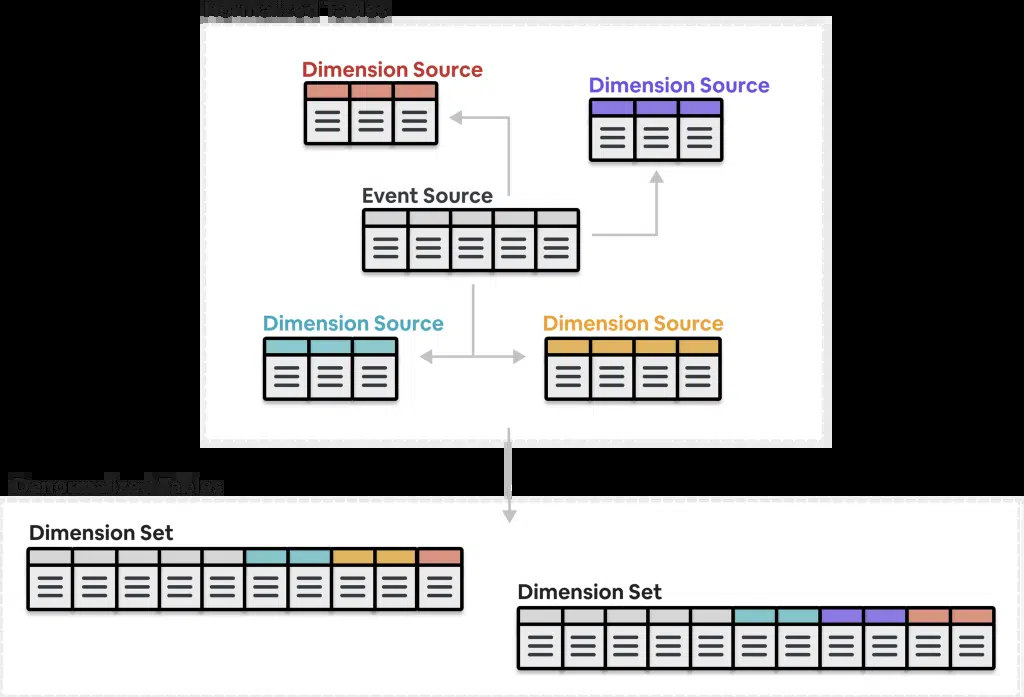 Normalized Tables
Dimension Source
Dimension Source
Event Source
Dimension Source
Dimension Source
Denormalized Tables
Dimension Set
Dimension Set